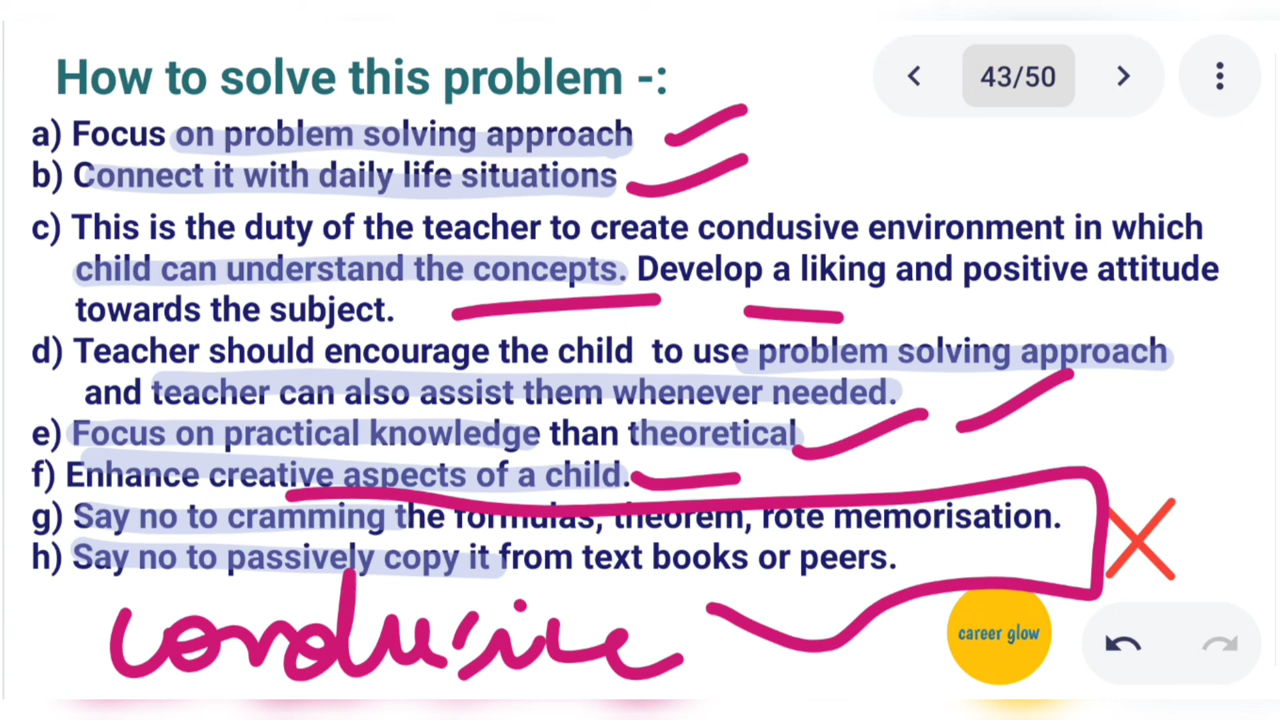 How to solve this problem -:
43/50
a) Focus on problem solving approach
b) Connect it with daily life situations
c) This is the duty of the teacher to create condusive environment in which
child can understand the concepts. Develop a liking and positive attitude
towards the subject.
d) Teacher should encourage the child to use problem solving approach
and teacher can also assist them whenever needed.
e) Focus on practical knowledge than theoretical
f) Enhance creative aspects of a child.
g) Say no to cramming the formulas, theorem, rote memorisation.
h) Say no to passively copy it from text books or peers.
condusive
career glow